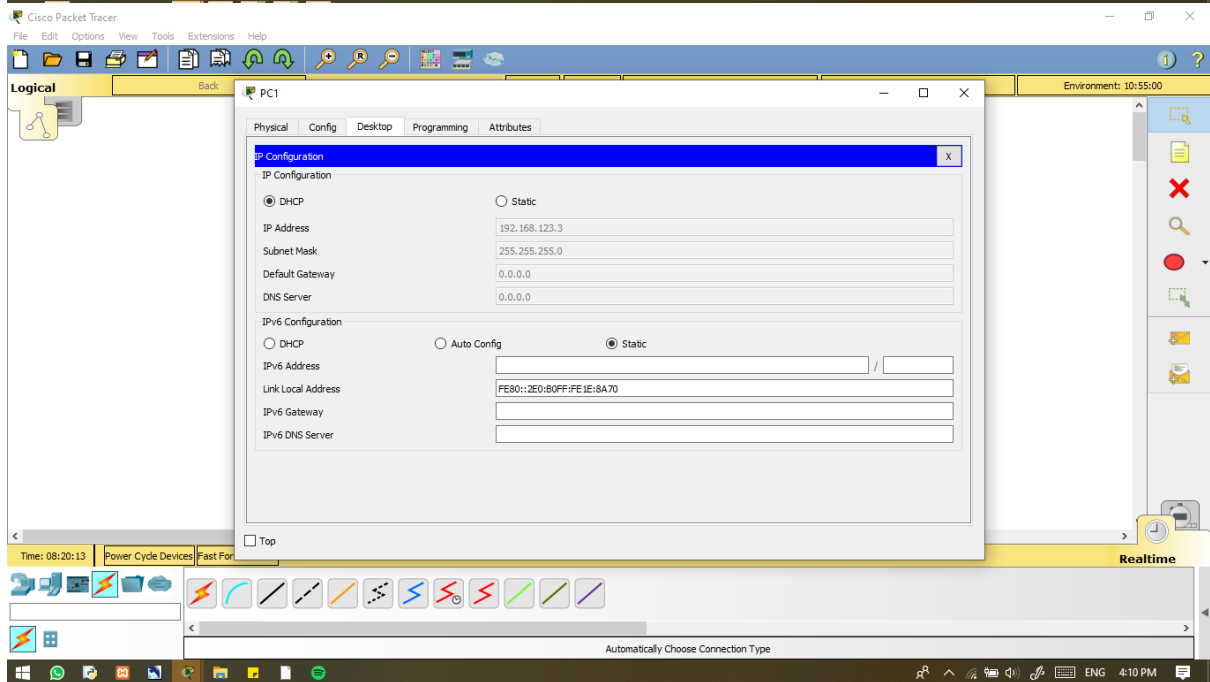 Cisco Packet Tracer
File Edit Options View Tools Extensions Help
Logical
Back
Environment: 10:55:00
PC1
Physical Config Desktop Programming Attributes
IP Configuration X
IP Configuration
DHCP Static
IP Address 192.168.123.3
Subnet Mask 255.255.255.0
Default Gateway 0.0.0.0
DNS Server 0.0.0.0
IPv6 Configuration
DHCP Auto Config Static
IPv6 Address /
Link Local Address FE80::2E0:B0FF:FE1E:8A70
IPv6 Gateway
IPv6 DNS Server
Top
Time: 08:20:13 Power Cycle Devices Fast For
Realtime
Automatically Choose Connection Type
ENG 4:10 PM